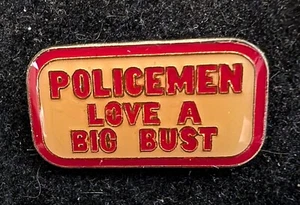 POLICEMEN
LOVE A
BIG BUST